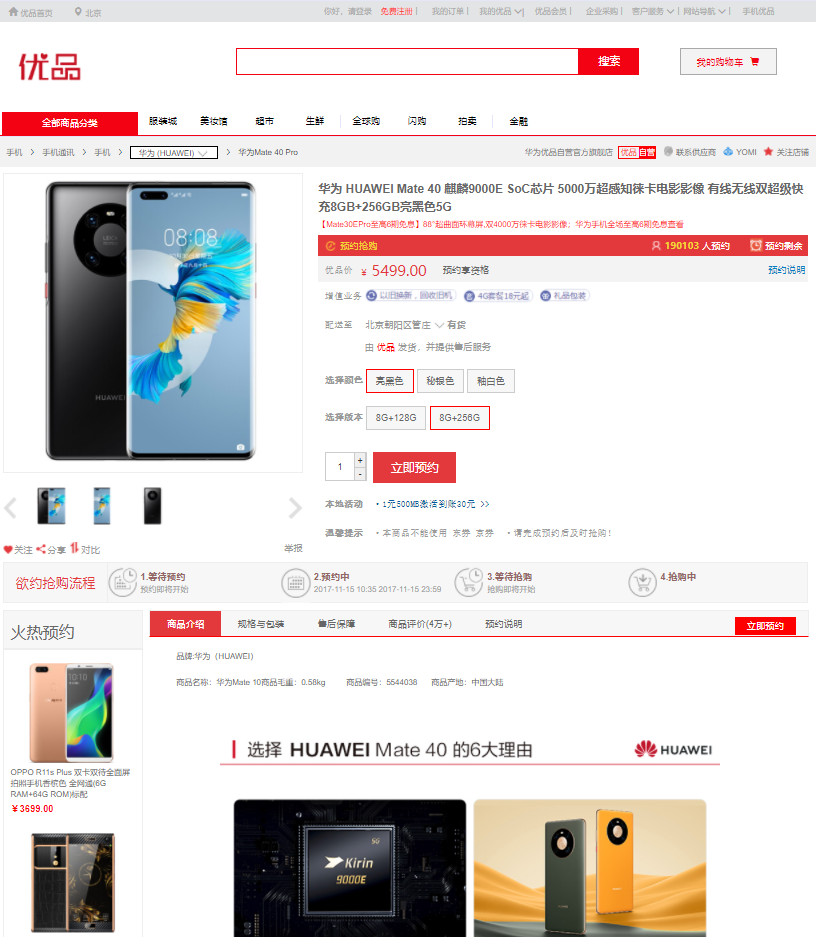 优品首页 北京 你好，请登录 免费注册 | 我的订单 | 我的优品 | 优品会员 | 企业采购 | 客户服务 | 网站导航 | 手机优品
优品 搜索 我的购物车
全部商品分类 服装城 美妆馆 超市 生鲜 全球购 闪购 拍卖 金融
手机 手机通讯 手机 华为 (HUAWEI) 华为Mate 40 Pro 华为优品自营官方旗舰店 优品 自营 联系供应商 YOMI 关注店铺
华为 HUAWEI Mate 40 麒麟9000E SoC芯片 5000万超感知徕卡电影影像 有线无线双超级快
充8GB+256GB亮黑色5G
【Mate30EPro至高6期免息】88°超曲面环幕屏,双4000万徕卡电影影像；华为手机全场至高6期免息查看
预约抢购 190103 人预约 预约剩余
优品价 ¥ 5499.00 预约享资格 预约说明
增值业务 以旧换新，回收旧机 4G套餐18元起 礼品包装
配送至 北京朝阳区管庄 有货
由 优品 发货，并提供售后服务
选择颜色 亮黑色 秘银色 釉白色
选择版本 8G+128G 8G+256G
1 + - 立即预约
本地活动 · 1元500MB激活到账30元 >>
温馨提示 · 本商品不能使用 东券 京券 · 请完成预约后及时抢购！
08:08
HUAWEI
关注 分享 对比 举报
欲约抢购流程 1.等待预约 2.预约中 3.等待抢购 4.抢购中
预约即将开始 2017-11-15 10:35 2017-11-15 23:59 抢购即将开始
火热预约 商品介绍 规格与包装 售后保障 商品评价(4万+) 预约说明 立即预约
品牌:华为（HUAWEI）
商品名称：华为Mate 10商品毛重：0.58kg 商品编号：5544038 商品产地：中国大陆
10:10
OPPO R11s Plus 双卡双待全面屏
拍照手机香槟色 全网通(6G
RAM+64G ROM)标配
¥3699.00
选择 HUAWEI Mate 40 的6大理由 HUAWEI
5G
Kirin
9000E